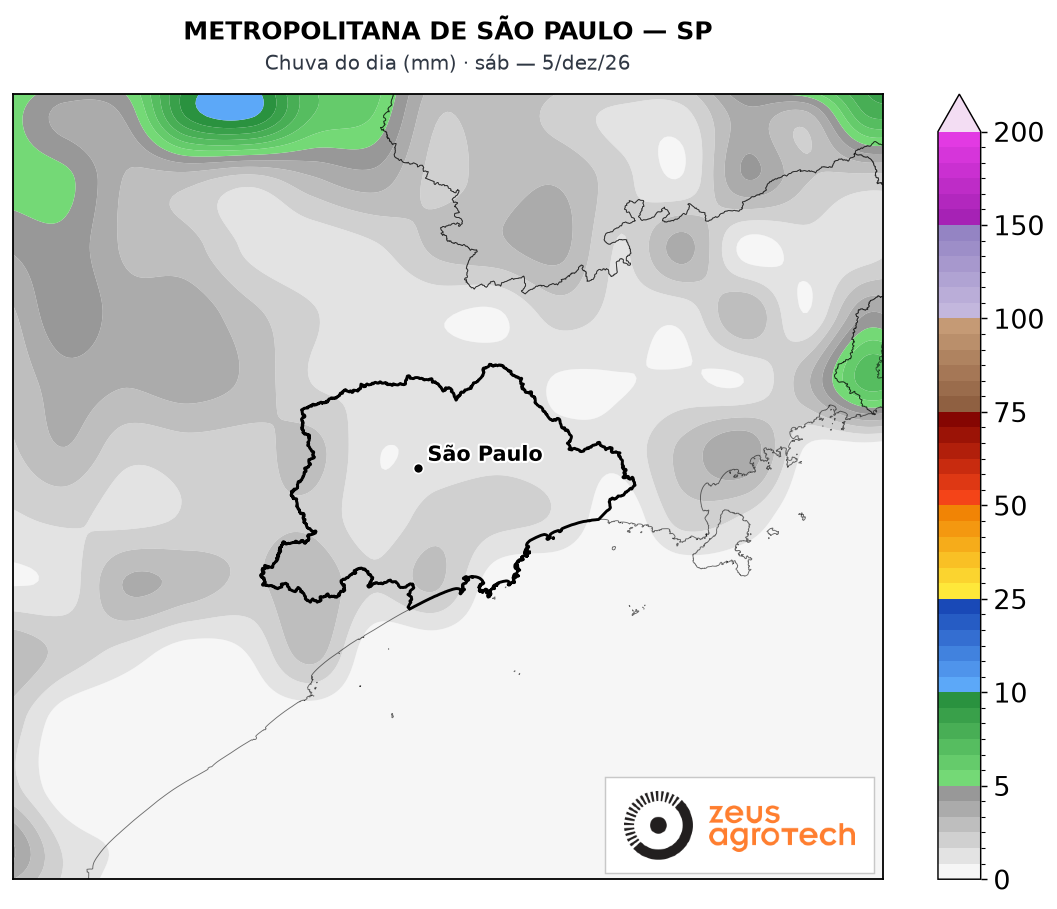 METROPOLITANA DE SÃO PAULO — SP
Chuva do dia (mm) · sáb — 5/dez/26
200
150
100
75
50
25
10
5
0
São Paulo
zeus
agrotech